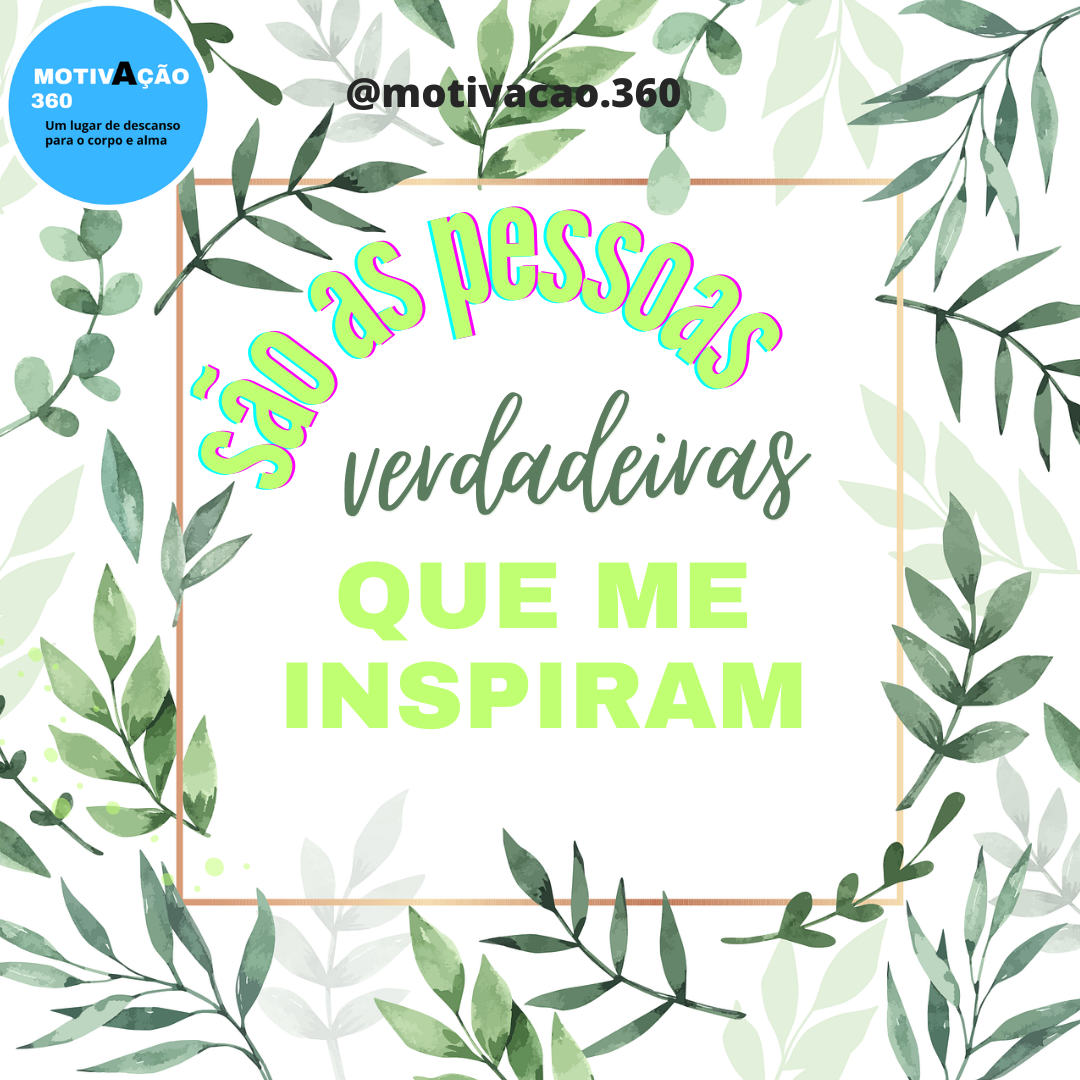 MOTIVAÇÃO
360
Um lugar de descanso
para o corpo e alma
@motivacao.360
são as pessoas
verdadeiras
QUE ME
INSPIRAM